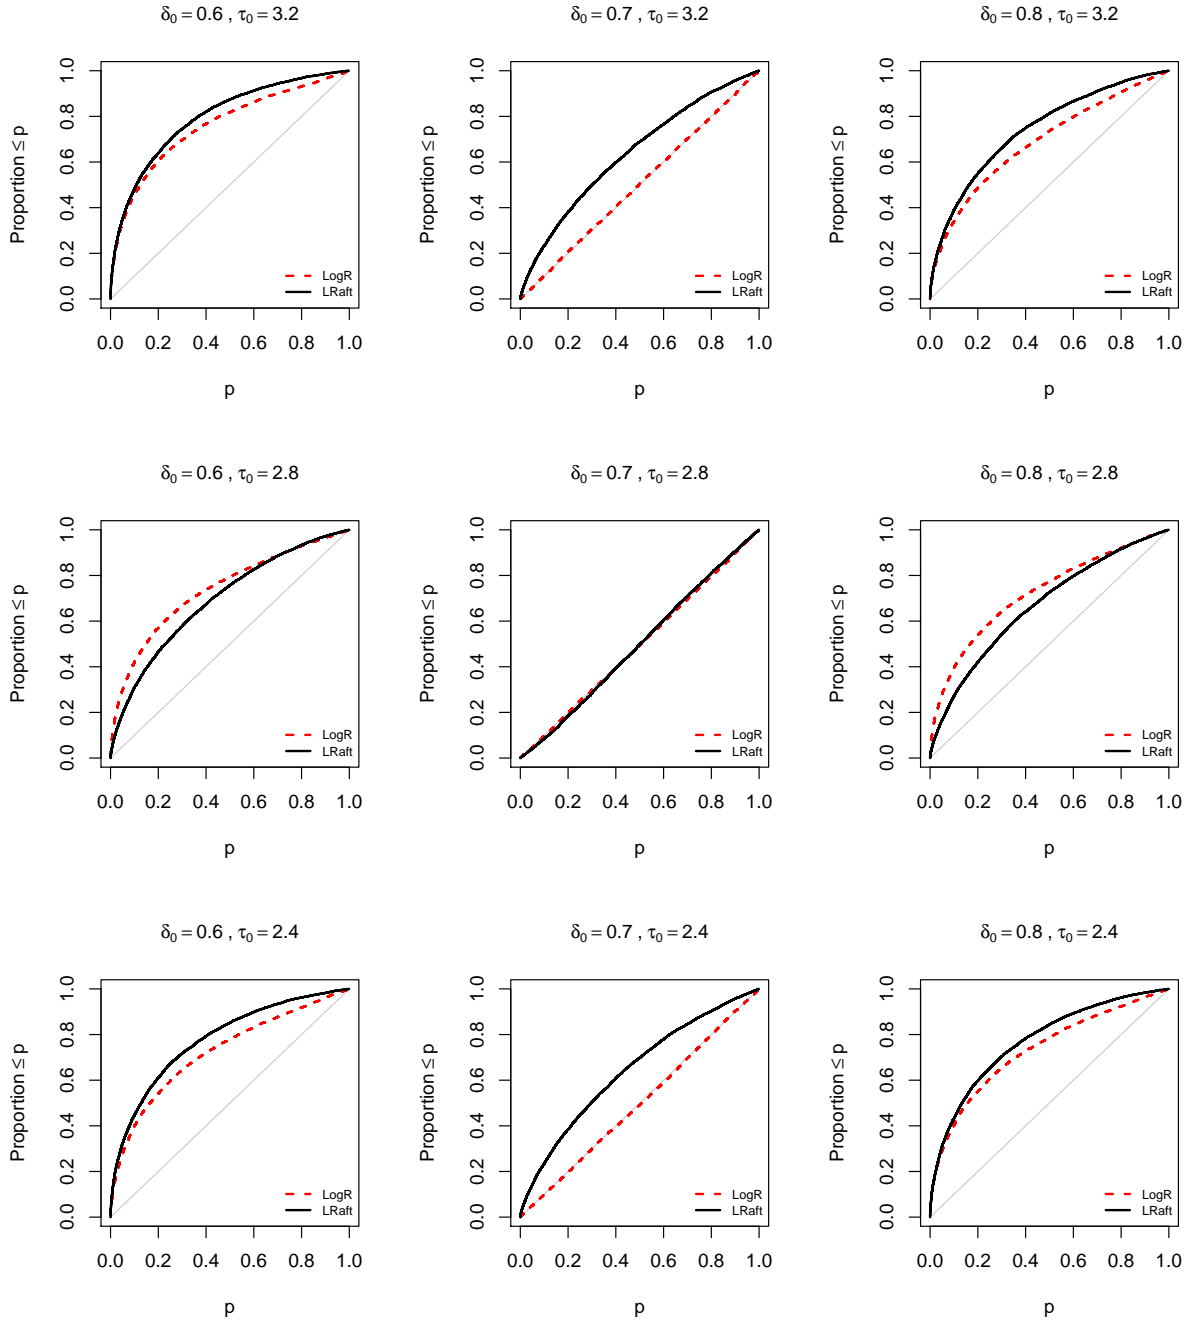 δ₀ = 0.6 , τ₀ = 3.2
Proportion ≤ p
1.0
0.8
0.6
0.4
0.2
0.0
LogR
LRaft
0.0 0.2 0.4 0.6 0.8 1.0
p
δ₀ = 0.7 , τ₀ = 3.2
Proportion ≤ p
1.0
0.8
0.6
0.4
0.2
0.0
LogR
LRaft
0.0 0.2 0.4 0.6 0.8 1.0
p
δ₀ = 0.8 , τ₀ = 3.2
Proportion ≤ p
1.0
0.8
0.6
0.4
0.2
0.0
LogR
LRaft
0.0 0.2 0.4 0.6 0.8 1.0
p
δ₀ = 0.6 , τ₀ = 2.8
Proportion ≤ p
1.0
0.8
0.6
0.4
0.2
0.0
LogR
LRaft
0.0 0.2 0.4 0.6 0.8 1.0
p
δ₀ = 0.7 , τ₀ = 2.8
Proportion ≤ p
1.0
0.8
0.6
0.4
0.2
0.0
LogR
LRaft
0.0 0.2 0.4 0.6 0.8 1.0
p
δ₀ = 0.8 , τ₀ = 2.8
Proportion ≤ p
1.0
0.8
0.6
0.4
0.2
0.0
LogR
LRaft
0.0 0.2 0.4 0.6 0.8 1.0
p
δ₀ = 0.6 , τ₀ = 2.4
Proportion ≤ p
1.0
0.8
0.6
0.4
0.2
0.0
LogR
LRaft
0.0 0.2 0.4 0.6 0.8 1.0
p
δ₀ = 0.7 , τ₀ = 2.4
Proportion ≤ p
1.0
0.8
0.6
0.4
0.2
0.0
LogR
LRaft
0.0 0.2 0.4 0.6 0.8 1.0
p
δ₀ = 0.8 , τ₀ = 2.4
Proportion ≤ p
1.0
0.8
0.6
0.4
0.2
0.0
LogR
LRaft
0.0 0.2 0.4 0.6 0.8 1.0
p